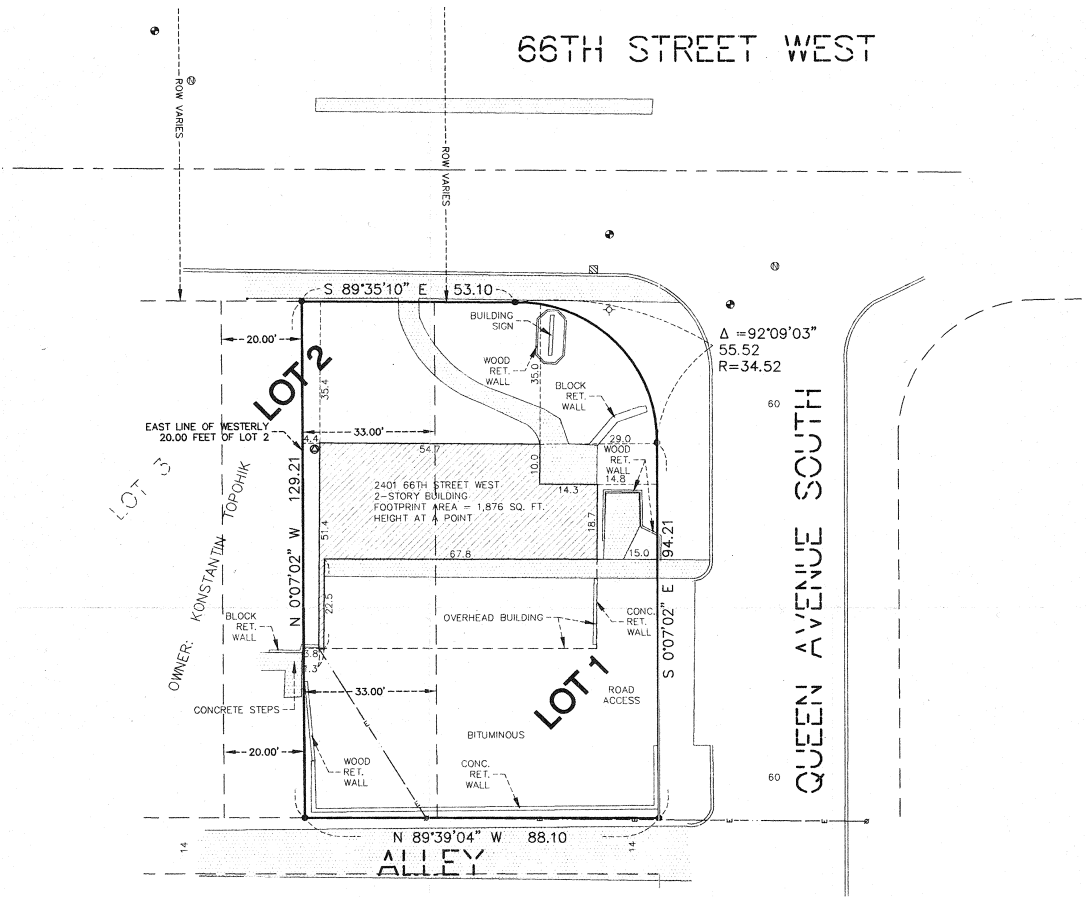 66TH STREET WEST
ROW VARIES
ROW VARIES
S 89°35'10" E 53.10
BUILDING
SIGN
Δ =92°09'03"
55.52
R=34.52
20.00'
LOT 2
35.4
WOOD
RET.
WALL
35.0
BLOCK
RET.
WALL
60
EAST LINE OF WESTERLY
20.00 FEET OF LOT 2
33.00'
4.4
54.7
29.0
WOOD
RET.
WALL
10.0
14.3
14.8
LOT 3
OWNER: KONSTANTIN TOPOHIK
N 0°07'02" W 129.21
2401 66TH STREET WEST
2-STORY BUILDING
FOOTPRINT AREA = 1,876 SQ. FT.
HEIGHT AT A POINT
51.4
18.7
67.8
15.0
S 0°07'02" E 94.21
QUEEN AVENUE SOUTH
22.5
BLOCK
RET.
WALL
OVERHEAD BUILDING
CONC.
RET.
WALL
3.8
7.3
33.00'
LOT 1
ROAD
ACCESS
CONCRETE STEPS
BITUMINOUS
20.00'
WOOD
RET.
WALL
CONC.
RET.
WALL
60
E
E
E
E
E
N 89°39'04" W 88.10
14
14
ALLEY